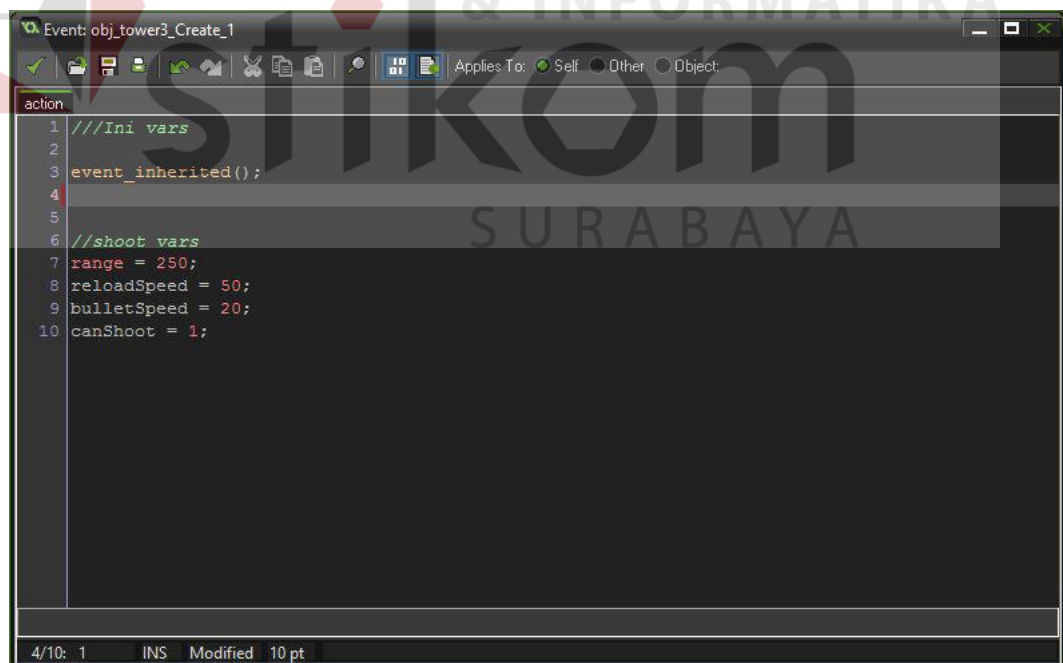 & INFORMATIKA
Event: obj_tower3_Create_1
Applies To: Self Other Object:
stikom
action
1 ///Ini vars
2
3 event_inherited();
4
5
SURABAYA
6 //shoot vars
7 range = 250;
8 reloadSpeed = 50;
9 bulletSpeed = 20;
10 canShoot = 1;
4/10: 1 INS Modified 10 pt